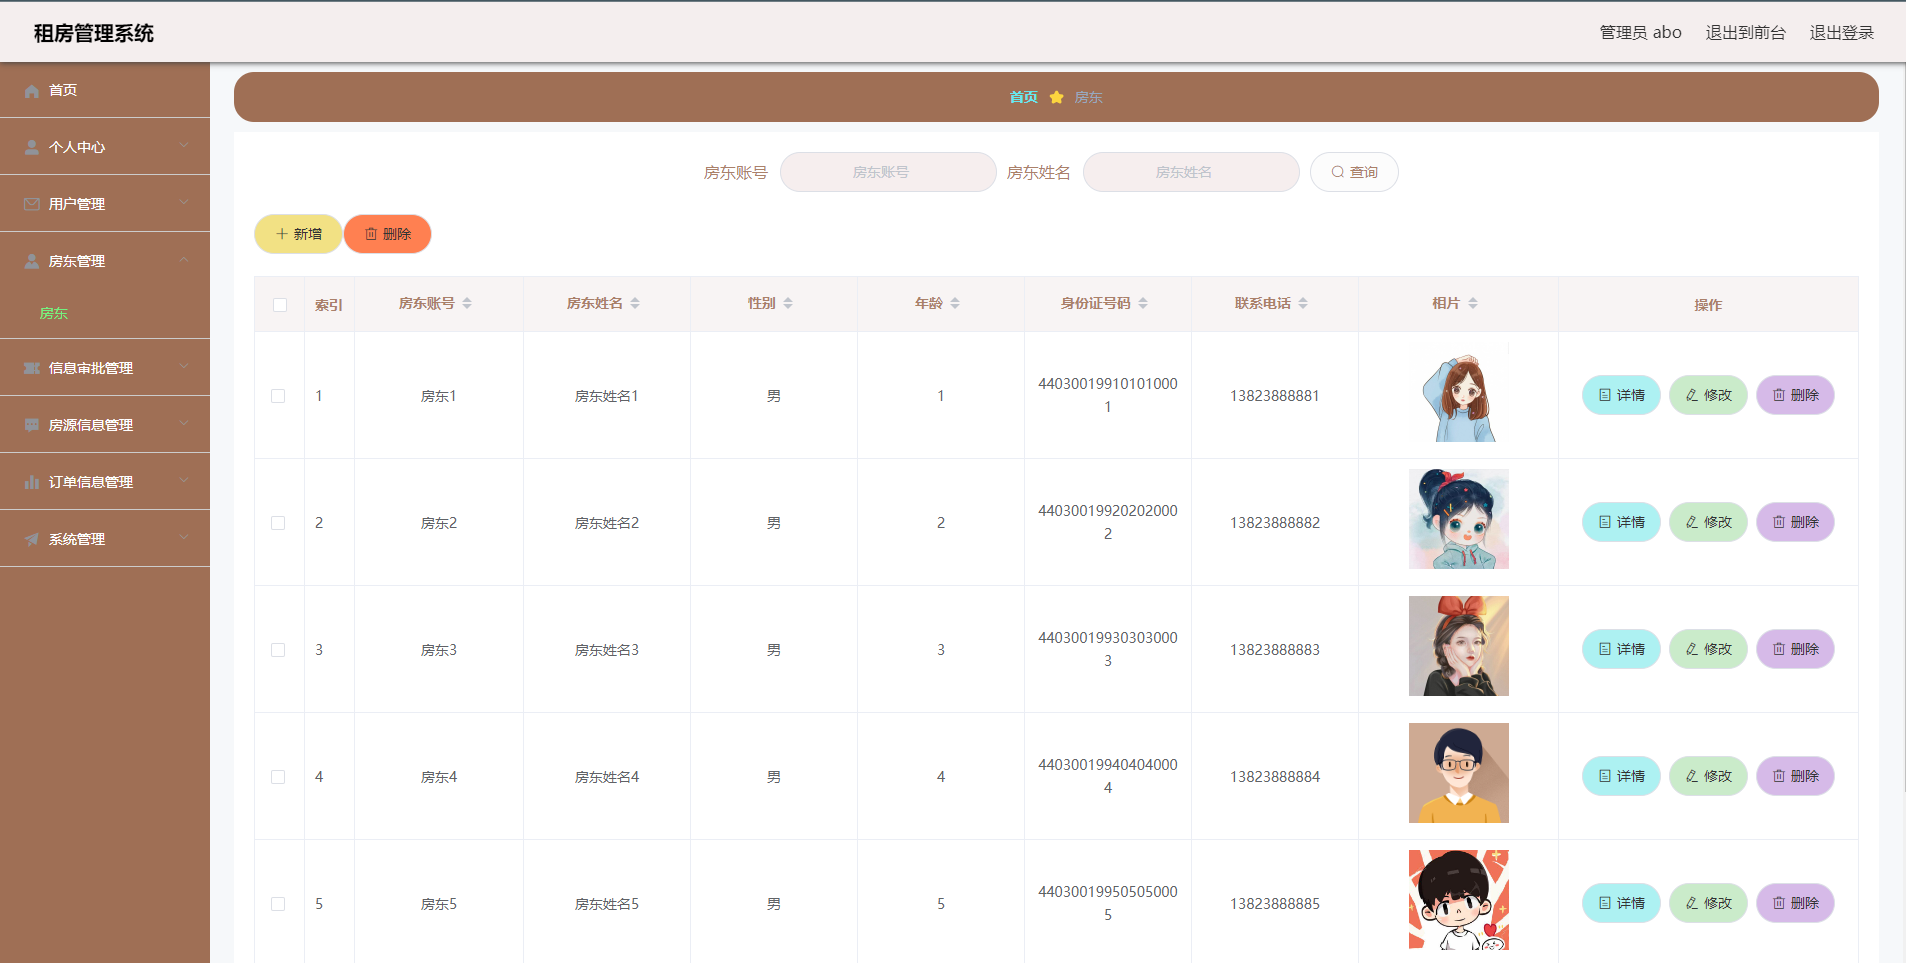 租房管理系统
管理员 abo 退出到前台 退出登录
首页
个人中心
用户管理
房东管理
房东
信息审批管理
房源信息管理
订单信息管理
系统管理
首页 房东
房东账号 房东账号 房东姓名 房东姓名 查询
新增 删除
索引 房东账号 房东姓名 性别 年龄 身份证号码 联系电话 相片 操作
1 房东1 房东姓名1 男 1 44030019910101000
1
13823888881 详情 修改 删除
2 房东2 房东姓名2 男 2 44030019920202000
2
13823888882 详情 修改 删除
3 房东3 房东姓名3 男 3 44030019930303000
3
13823888883 详情 修改 删除
4 房东4 房东姓名4 男 4 44030019940404000
4
13823888884 详情 修改 删除
5 房东5 房东姓名5 男 5 44030019950505000
5
13823888885 详情 修改 删除